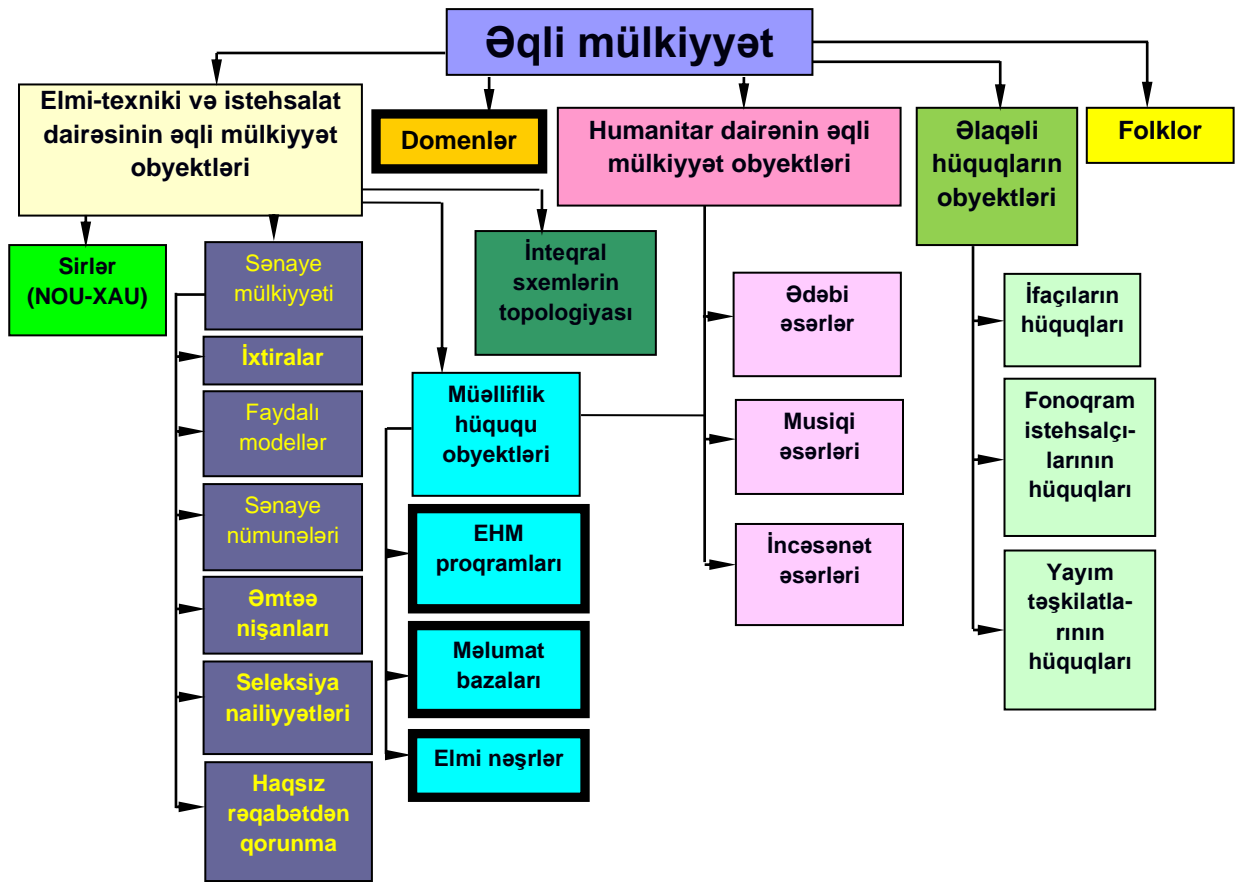 Əqli mülkiyyət
Elmi-texniki və istehsalat
dairəsinin əqli mülkiyyət
obyektləri
Domenlər
Humanitar dairənin əqli
mülkiyyət obyektləri
Əlaqəli
hüquqların
obyektləri
Folklor
Sirlər
(NOU-XAU)
Sənaye
mülkiyyəti
İxtiralar
Faydalı
modellər
Sənaye
nümunələri
Əmtəə
nişanları
Seleksiya
nailiyyətləri
Haqsız
rəqabətdən
qorunma
İnteqral
sxemlərin
topologiyası
Müəlliflik
hüququ
obyektləri
EHM
proqramları
Məlumat
bazaları
Elmi nəşrlər
Ədəbi
əsərlər
Musiqi
əsərləri
İncəsənət
əsərləri
İfaçıların
hüquqları
Fonoqram
istehsalçı-
larının
hüquqları
Yayım
təşkilatla-
rının
hüquqları